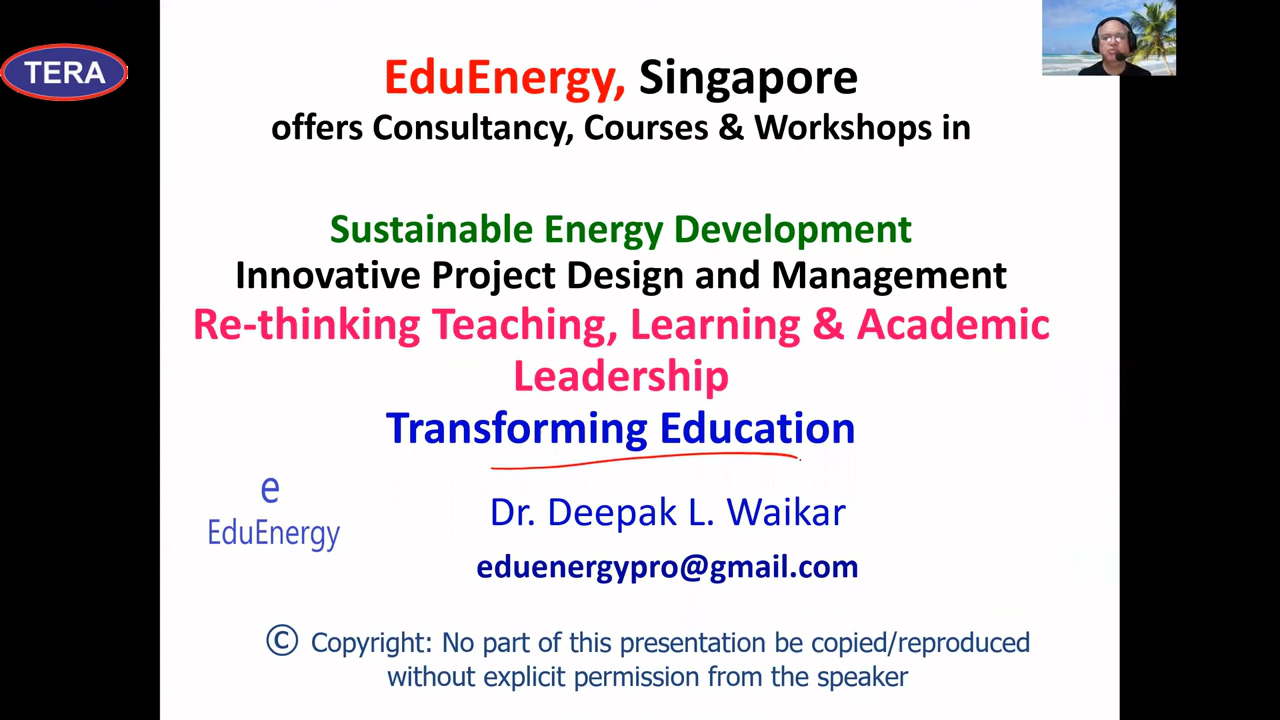 TERA
EduEnergy, Singapore
offers Consultancy, Courses & Workshops in
Sustainable Energy Development
Innovative Project Design and Management
Re-thinking Teaching, Learning & Academic
Leadership
Transforming Education
e
EduEnergy
Dr. Deepak L. Waikar
eduenergypro@gmail.com
© Copyright: No part of this presentation be copied/reproduced
without explicit permission from the speaker